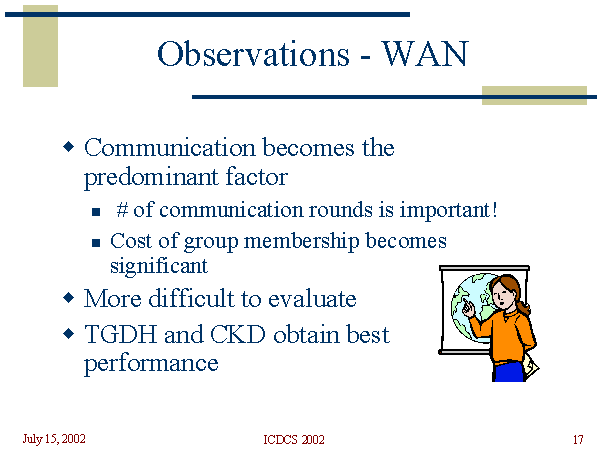 Observations - WAN
Communication becomes the
predominant factor
# of communication rounds is important!
Cost of group membership becomes
significant
More difficult to evaluate
TGDH and CKD obtain best
performance
July 15, 2002
ICDCS 2002
17